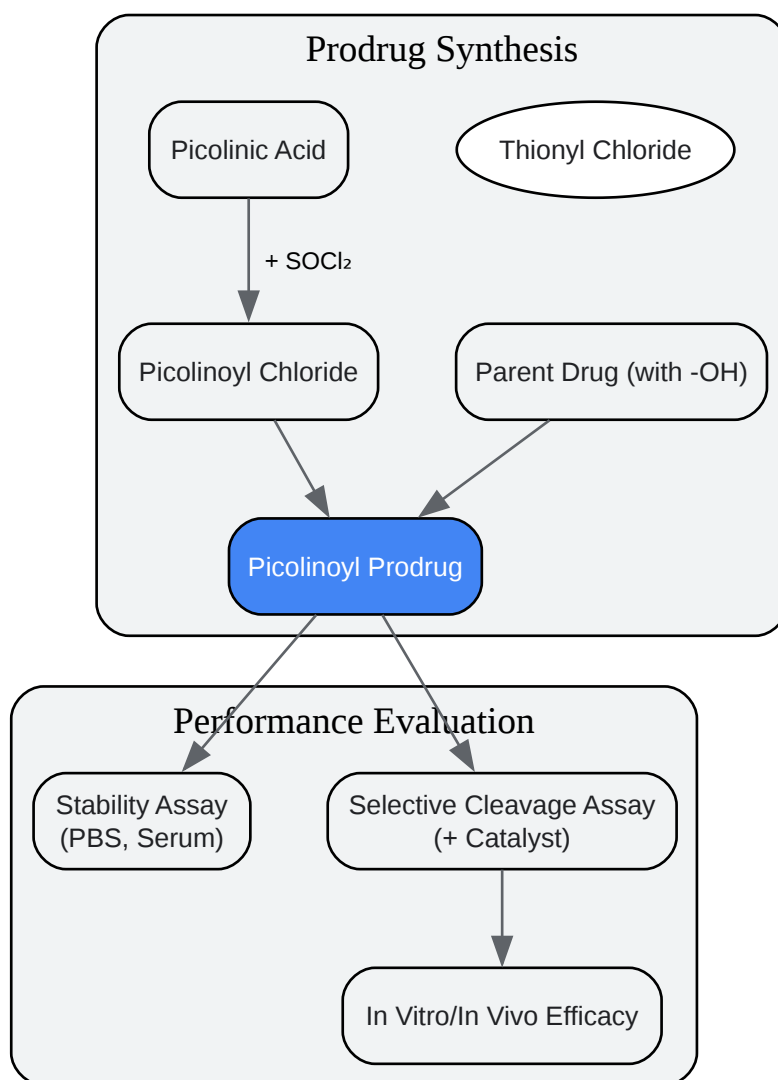 Prodrug Synthesis
Picolinic Acid
Thionyl Chloride
+ SOCl₂
Picolinoyl Chloride
Parent Drug (with -OH)
Picolinoyl Prodrug
Performance Evaluation
Stability Assay
(PBS, Serum)
Selective Cleavage Assay
(+ Catalyst)
In Vitro/In Vivo Efficacy